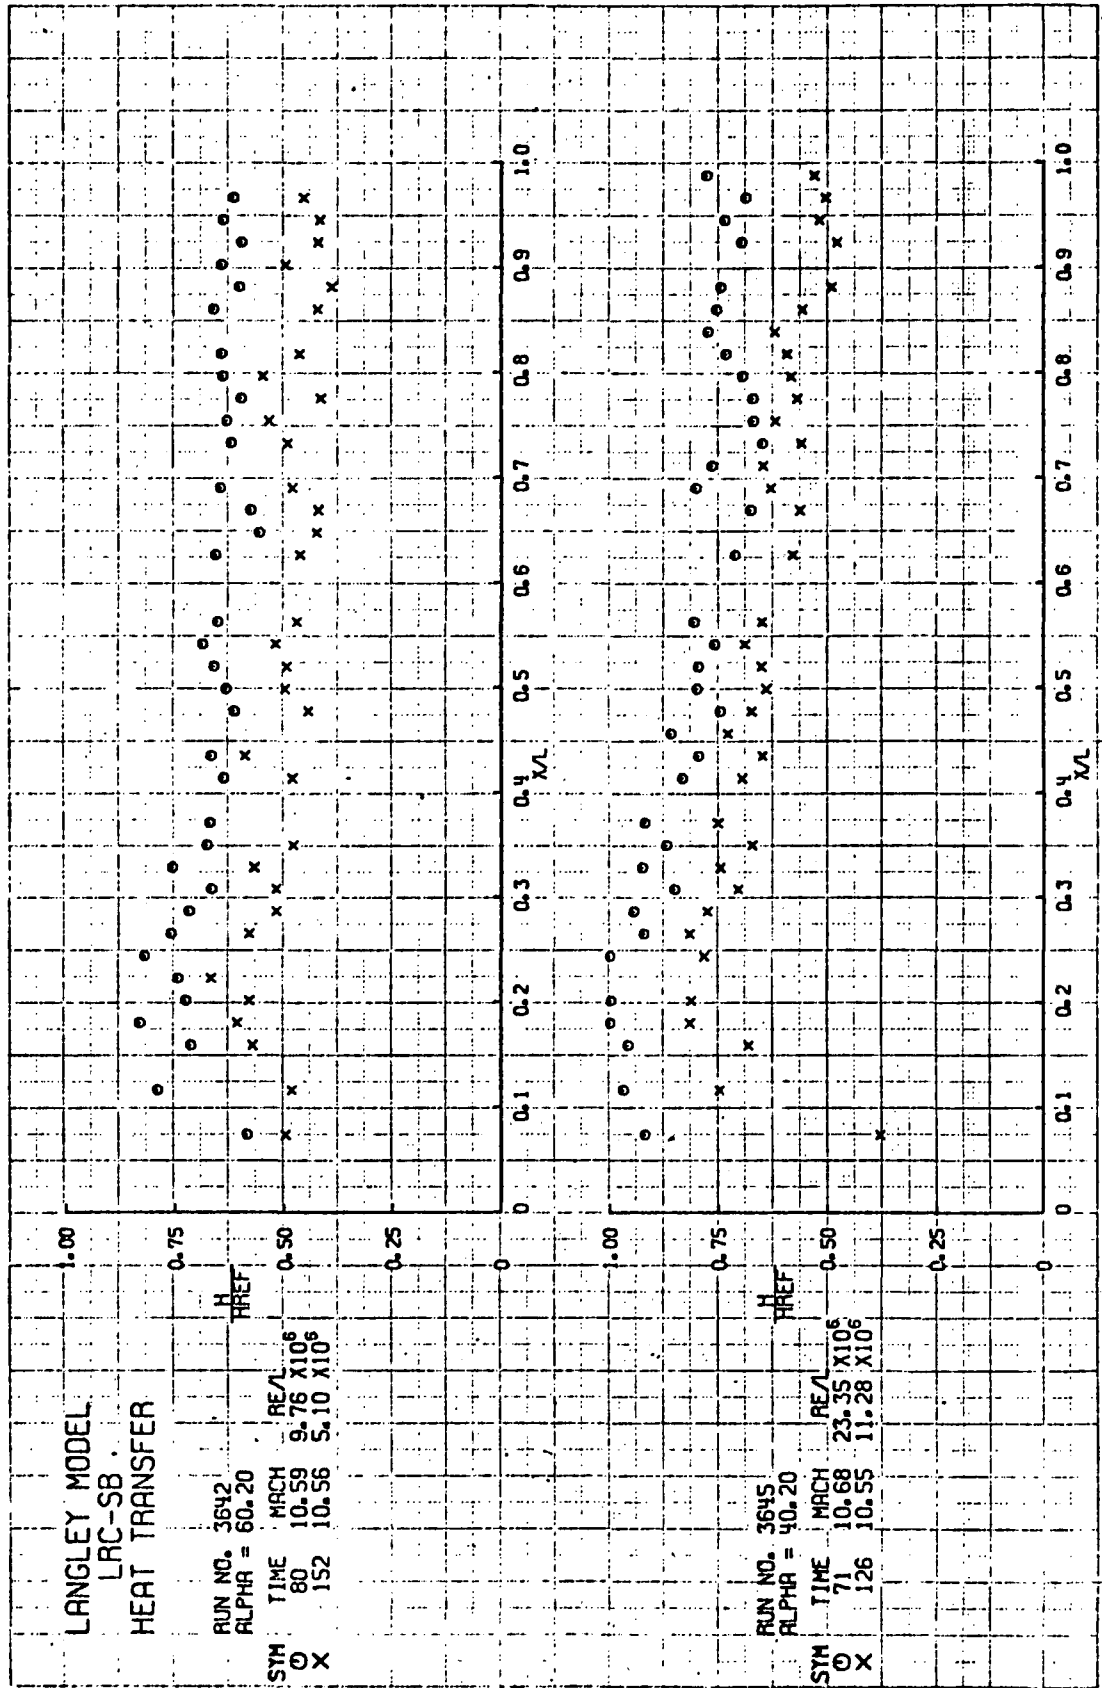 LANGLEY MODEL
LRC-SB.
HEAT TRANSFER
RUN NO. 3642
ALPHA = 60.20
SYM TIME MACH RE/L
⊙ 80 10.59 9.76 X10⁶
X 152 10.56 5.10 X10⁶
H
HREF
1.00
0.75
0.50
0.25
0 0.1 0.2 0.3 0.4 0.5 0.6 0.7 0.8 0.9 1.0
X/L
RUN NO. 3645
ALPHA = 40.20
SYM TIME MACH RE/L
⊙ 71 10.68 23.35 X10⁶
X 126 10.55 11.28 X10⁶
H
HREF
1.00
0.75
0.50
0.25
0
0 0.1 0.2 0.3 0.4 0.5 0.6 0.7 0.8 0.9 1.0
X/L